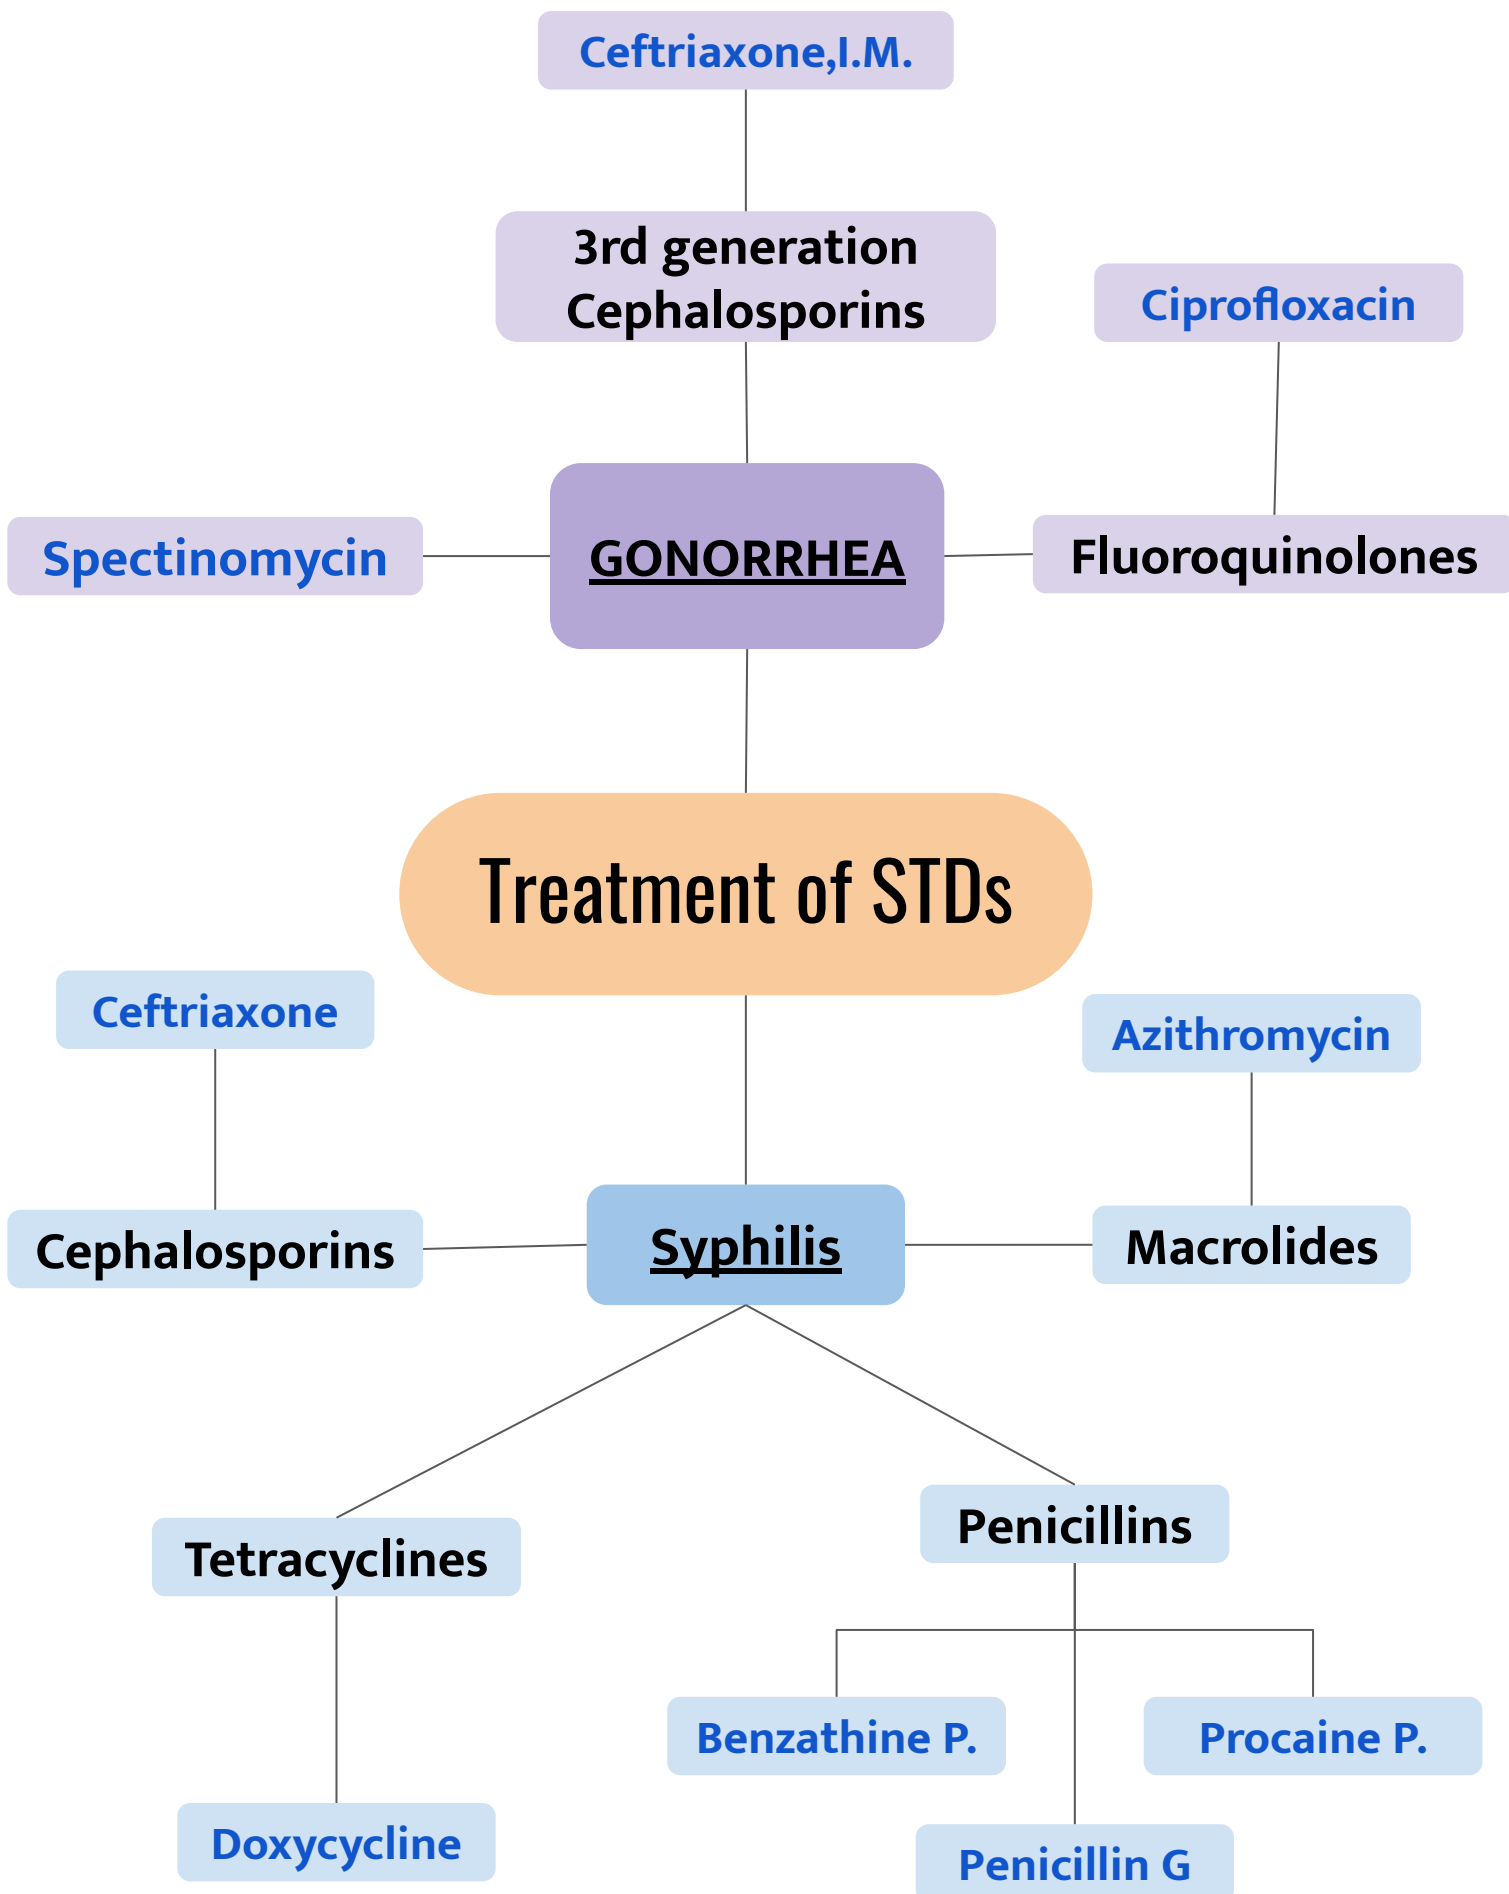 Ceftriaxone,I.M.
3rd generation
Cephalosporins
Ciprofloxacin
Spectinomycin
GONORRHEA
Fluoroquinolones
Treatment of STDs
Ceftriaxone
Azithromycin
Cephalosporins
Syphilis
Macrolides
Tetracyclines
Penicillins
Benzathine P.
Procaine P.
Doxycycline
Penicillin G